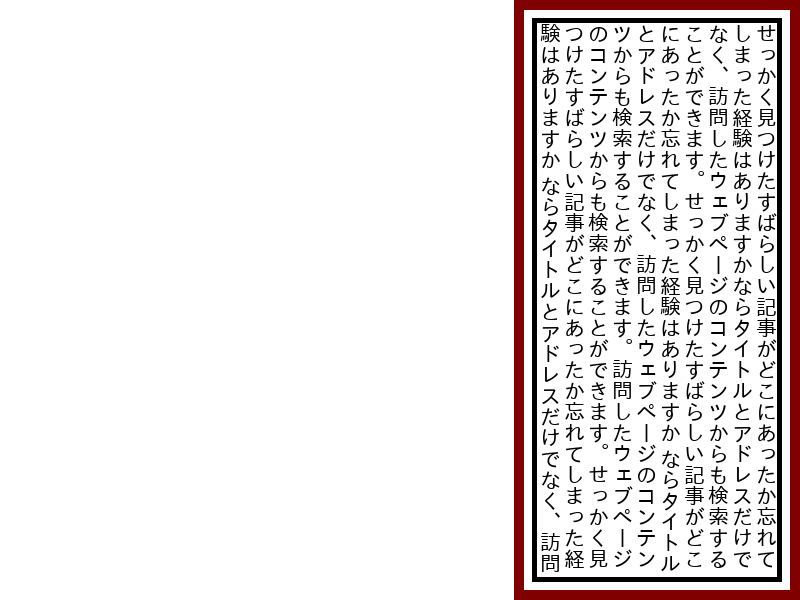 せっかく見つけたすばらしい記事がどこにあったか忘れて
しまった経験はありますかならタイトルとアドレスだけで
なく、訪問したウェブページのコンテンツからも検索する
ことができます。せっかく見つけたすばらしい記事がどこ
にあったか忘れてしまった経験はありますか ならタイトル
とアドレスだけでなく、訪問したウェブページのコンテン
ツからも検索することができます。訪問したウェブページ
のコンテンツからも検索することができます。せっかく見
つけたすばらしい記事がどこにあったか忘れてしまった経
験はありますか ならタイトルとアドレスだけでなく、訪問